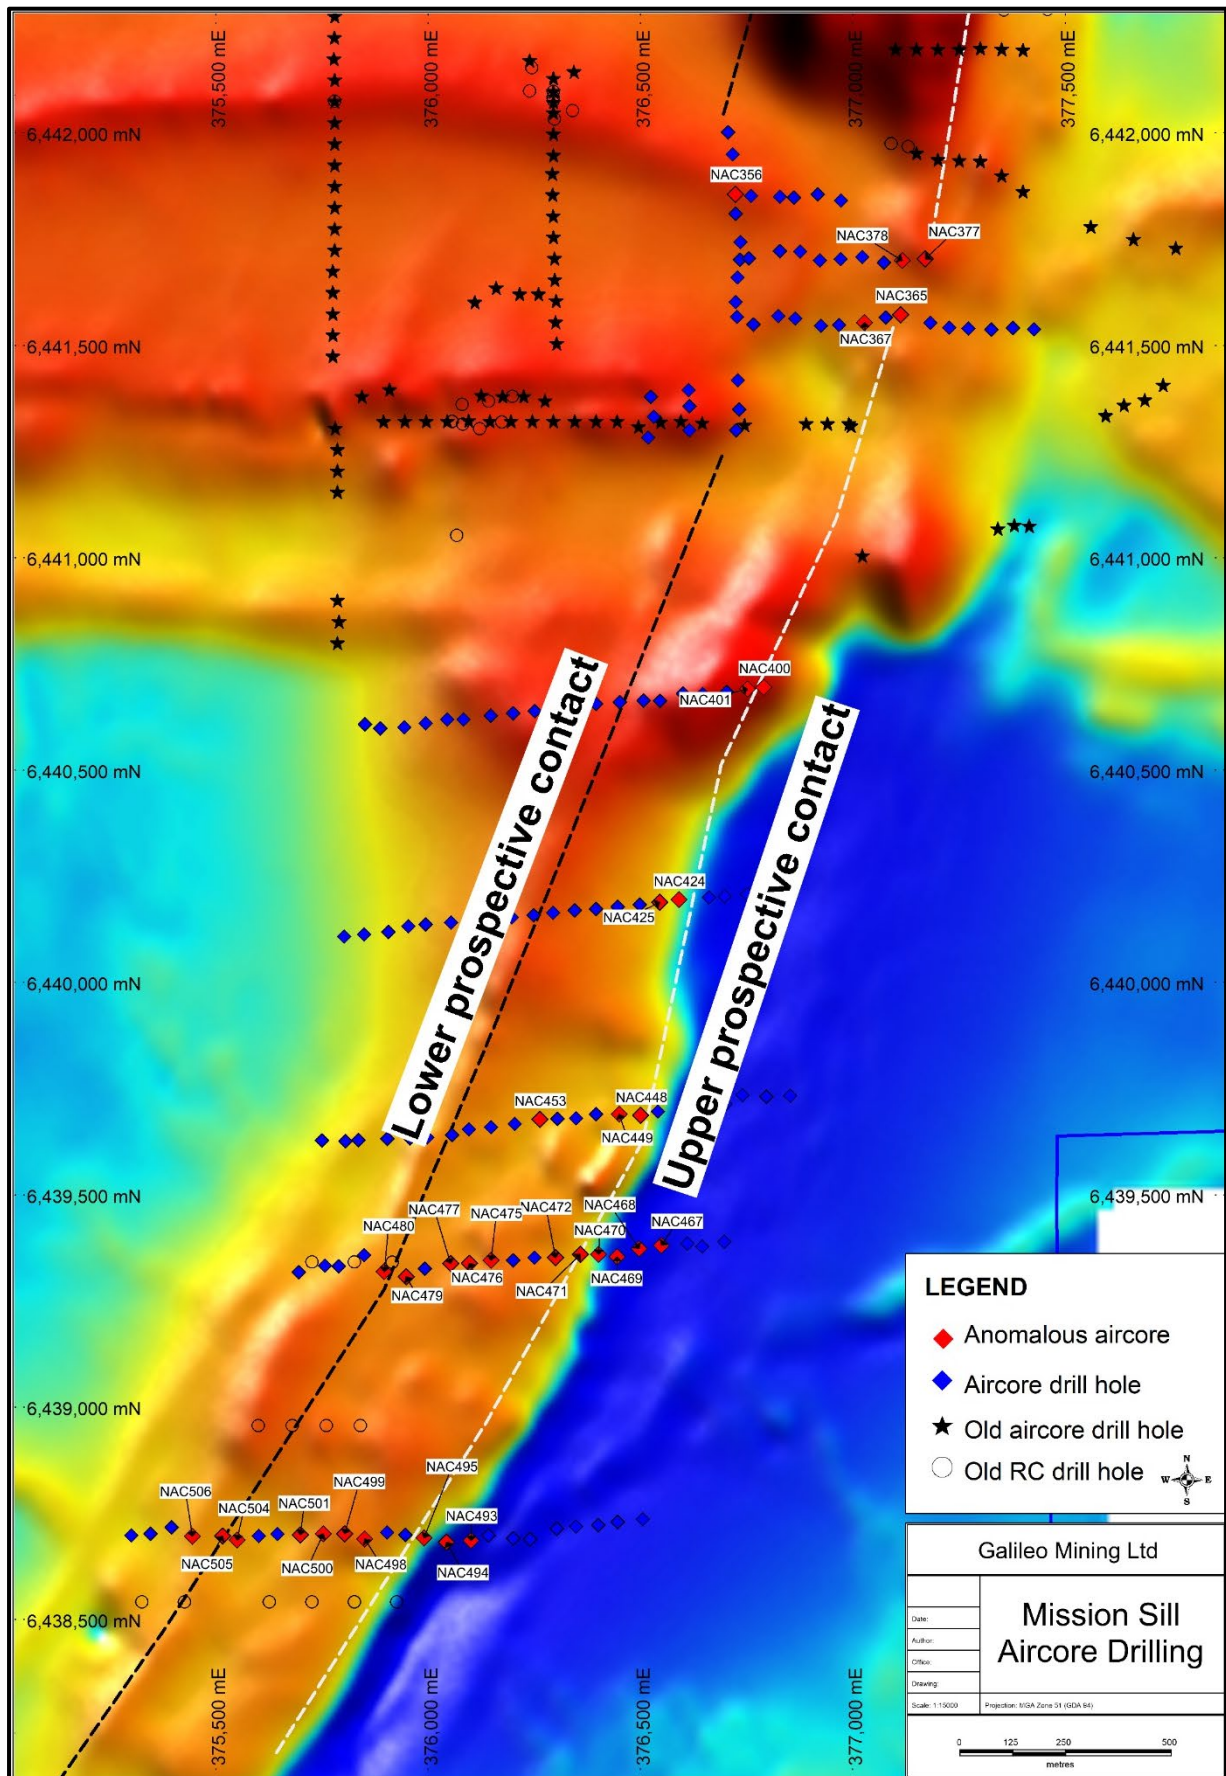 375,500 mE
376,000 mE
376,500 mE
377,000 mE
377,500 mE
6,442,000 mN
6,442,000 mN
NAC356
NAC378
NAC377
NAC365
NAC367
6,441,500 mN
6,441,500 mN
6,441,000 mN
6,441,000 mN
NAC400
NAC401
Lower prospective contact
Upper prospective contact
6,440,500 mN
6,440,500 mN
NAC424
NAC425
6,440,000 mN
6,440,000 mN
NAC453
NAC448
NAC449
6,439,500 mN
6,439,500 mN
NAC480
NAC477
NAC475
NAC472
NAC468
NAC467
NAC470
NAC479
NAC476
NAC471
NAC469
6,439,000 mN
NAC506
NAC504
NAC501
NAC499
NAC495
NAC493
NAC505
NAC500
NAC498
NAC494
6,438,500 mN
375,500 mE
376,000 mE
376,500 mE
377,000 mE
LEGEND
Anomalous aircore
Aircore drill hole
Old aircore drill hole
Old RC drill hole
N
W E
S
Galileo Mining Ltd
Mission Sill
Aircore Drilling
Date:
Author:
Office:
Drawing:
Scale: 1:15000
Projection: MGA Zone 51 (GDA 94)
0 125 250 500
metres